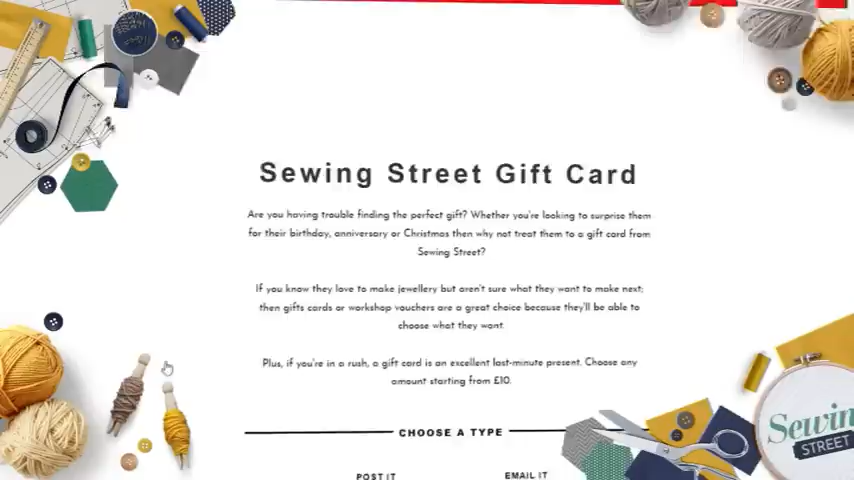 Sewing Street Gift Card
Are you having trouble finding the perfect gift? Whether you're looking to surprise them
for their birthday, anniversary or Christmas then why not treat them to a gift card from
Sewing Street?
If you know they love to make jewellery but aren't sure what they want to make next;
then gifts cards or workshop vouchers are a great choice because they'll be able to
choose what they want.
Plus, if you're in a rush, a gift card is an excellent last-minute present. Choose any
amount starting from £10.
CHOOSE A TYPE
POST IT EMAIL IT
Sewin
STREET